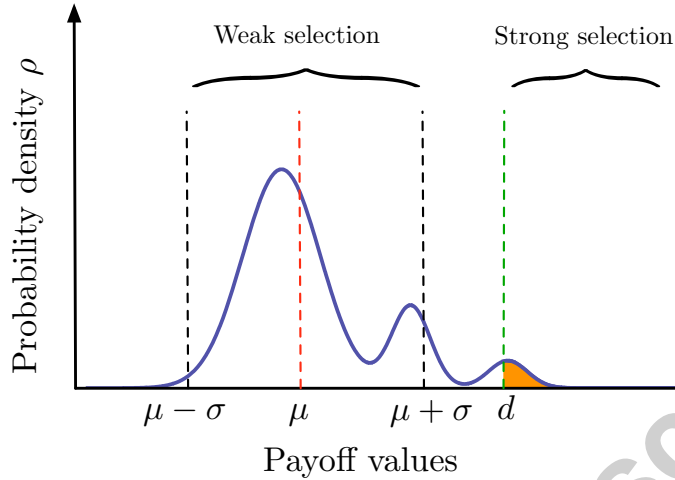 Weak selection
Strong selection
Probability density ρ
μ − σ
μ
μ + σ
d
Payoff values